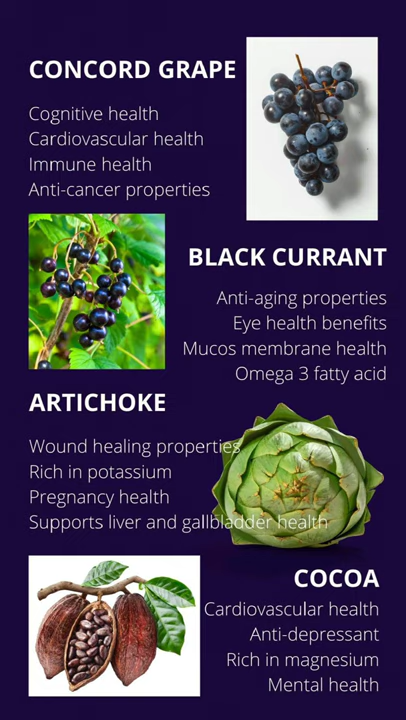 CONCORD GRAPE
Cognitive health
Cardiovascular health
Immune health
Anti-cancer properties
BLACK CURRANT
Anti-aging properties
Eye health benefits
Mucos membrane health
Omega 3 fatty acid
ARTICHOKE
Wound healing properties
Rich in potassium
Pregnancy health
Supports liver and gallbladder health
COCOA
Cardiovascular health
Anti-depressant
Rich in magnesium
Mental health